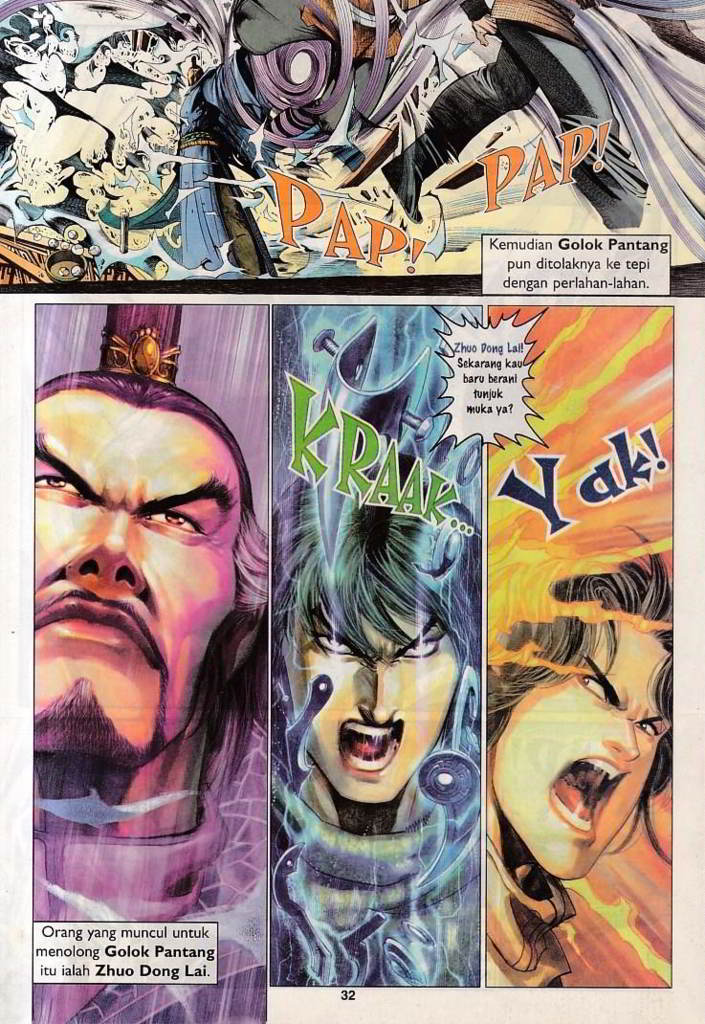 PAP!
PAP!
Kemudian Golok Pantang
pun ditolaknya ke tepi
dengan perlahan-lahan.
Orang yang muncul untuk
menolong Golok Pantang
itu ialah Zhuo Dong Lai.
KRAAK...
Zhuo Dong Lai!
Sekarang kau
baru berani
tunjuk
muka ya?
Yak!
32